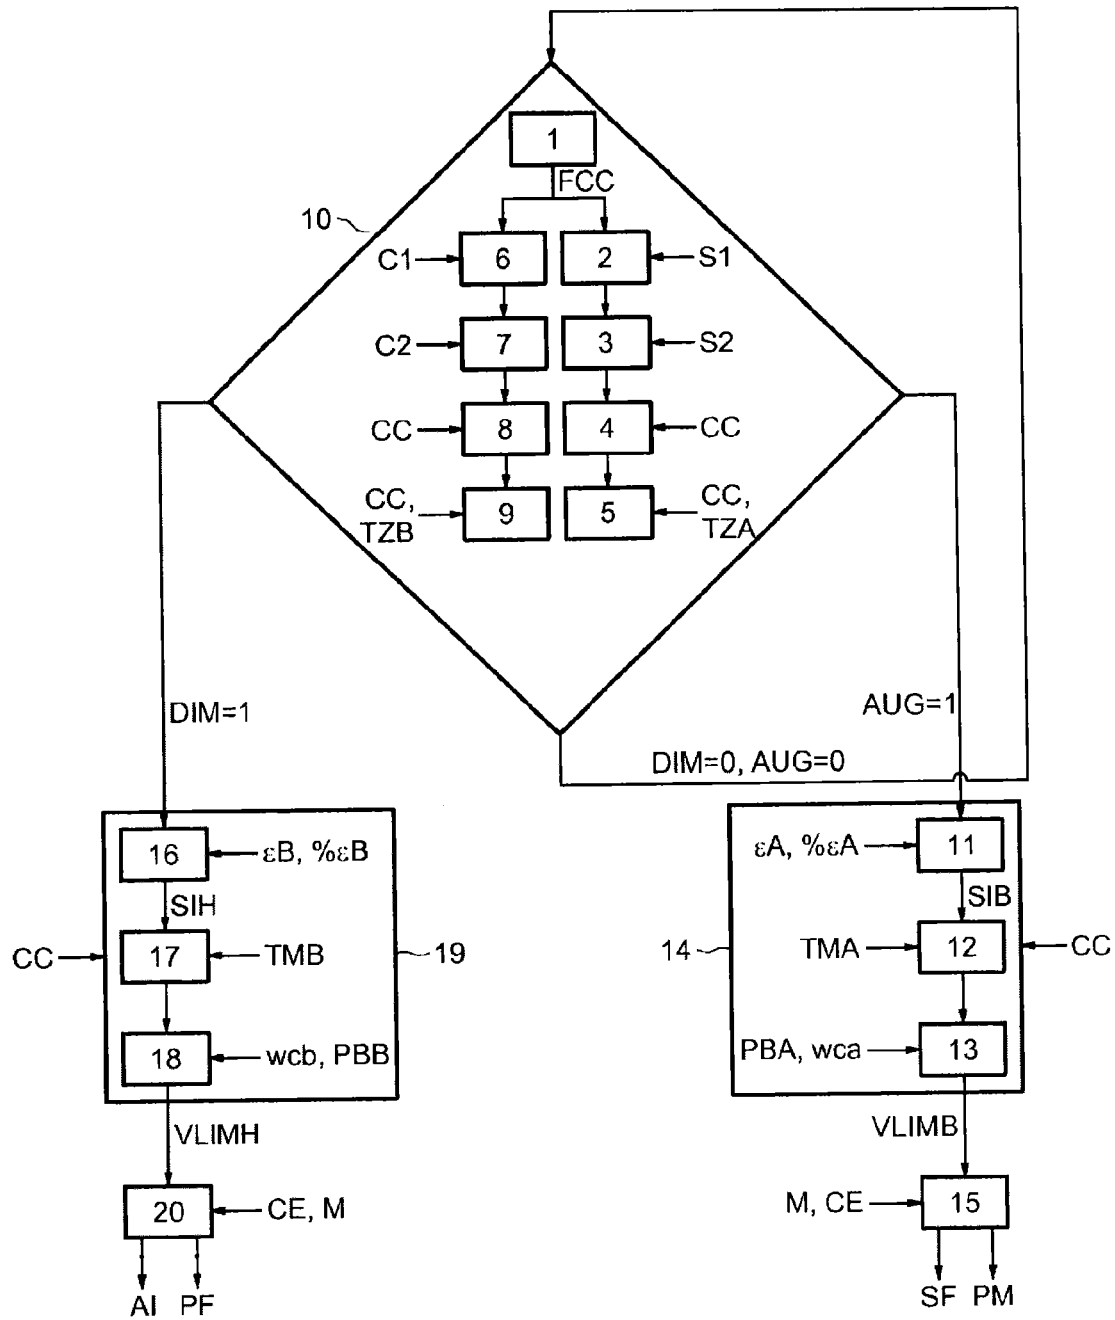 1
FCC
10
C1 6 2 S1
C2 7 3 S2
CC 8 4 CC
CC, TZB 9 5 CC, TZA
DIM=1
AUG=1
DIM=0, AUG=0
16 εB, %εB
εA, %εA 11
SIH
SIB
CC 17 TMB 19
14 TMA 12 CC
18 wcb, PBB
PBA, wca 13
VLIMH
VLIMB
20 CE, M
M, CE 15
AI PF
SF PM